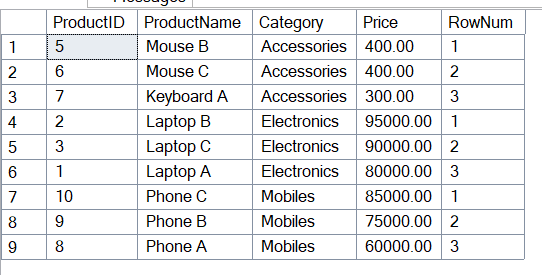 Messages
ProductID ProductName Category Price RowNum
1 5 Mouse B Accessories 400.00 1
2 6 Mouse C Accessories 400.00 2
3 7 Keyboard A Accessories 300.00 3
4 2 Laptop B Electronics 95000.00 1
5 3 Laptop C Electronics 90000.00 2
6 1 Laptop A Electronics 80000.00 3
7 10 Phone C Mobiles 85000.00 1
8 9 Phone B Mobiles 75000.00 2
9 8 Phone A Mobiles 60000.00 3